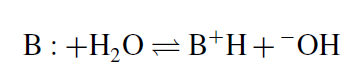 B : +H₂O ⇌ B⁺H + ⁻OH